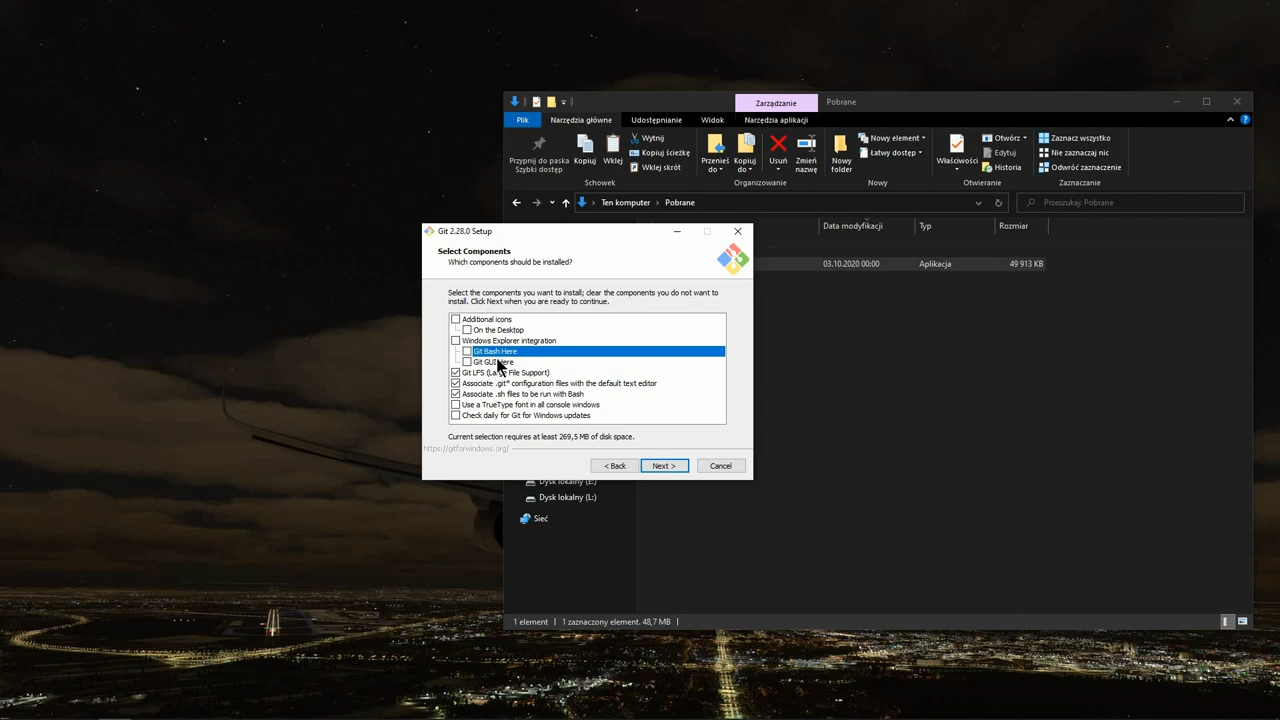 Zarządzanie
Pobrane
Plik
Narzędzia główne
Udostępnianie
Widok
Narzędzia aplikacji
Przypnij do paska
Szybki dostęp
Kopiuj
Wklej
Wytnij
Kopiuj ścieżkę
Wklej skrót
Przenieś
do
Kopiuj
do
Usuń
Zmień
nazwę
Nowy
folder
Nowy element
Łatwy dostęp
Właściwości
Otwórz
Edytuj
Historia
Zaznacz wszystko
Nie zaznaczaj nic
Odwróć zaznaczenie
Schowek
Organizowanie
Nowy
Otwieranie
Zaznaczanie
Ten komputer
Pobrane
Przeszukaj: Pobrane
Data modyfikacji
Typ
Rozmiar
03.10.2020 00:00
Aplikacja
49 913 KB
Git 2.28.0 Setup
Select Components
Which components should be installed?
Select the components you want to install; clear the components you do not want to
install. Click Next when you are ready to continue.
Additional icons
On the Desktop
Windows Explorer integration
Git Bash Here
Git GUI Here
Git LFS (Large File Support)
Associate .git* configuration files with the default text editor
Associate .sh files to be run with Bash
Use a TrueType font in all console windows
Check daily for Git for Windows updates
Current selection requires at least 269,5 MB of disk space.
https://gitforwindows.org/
< Back
Next >
Cancel
Dysk lokalny (E:)
Dysk lokalny (L:)
Sieć
1 element
1 zaznaczony element. 48,7 MB